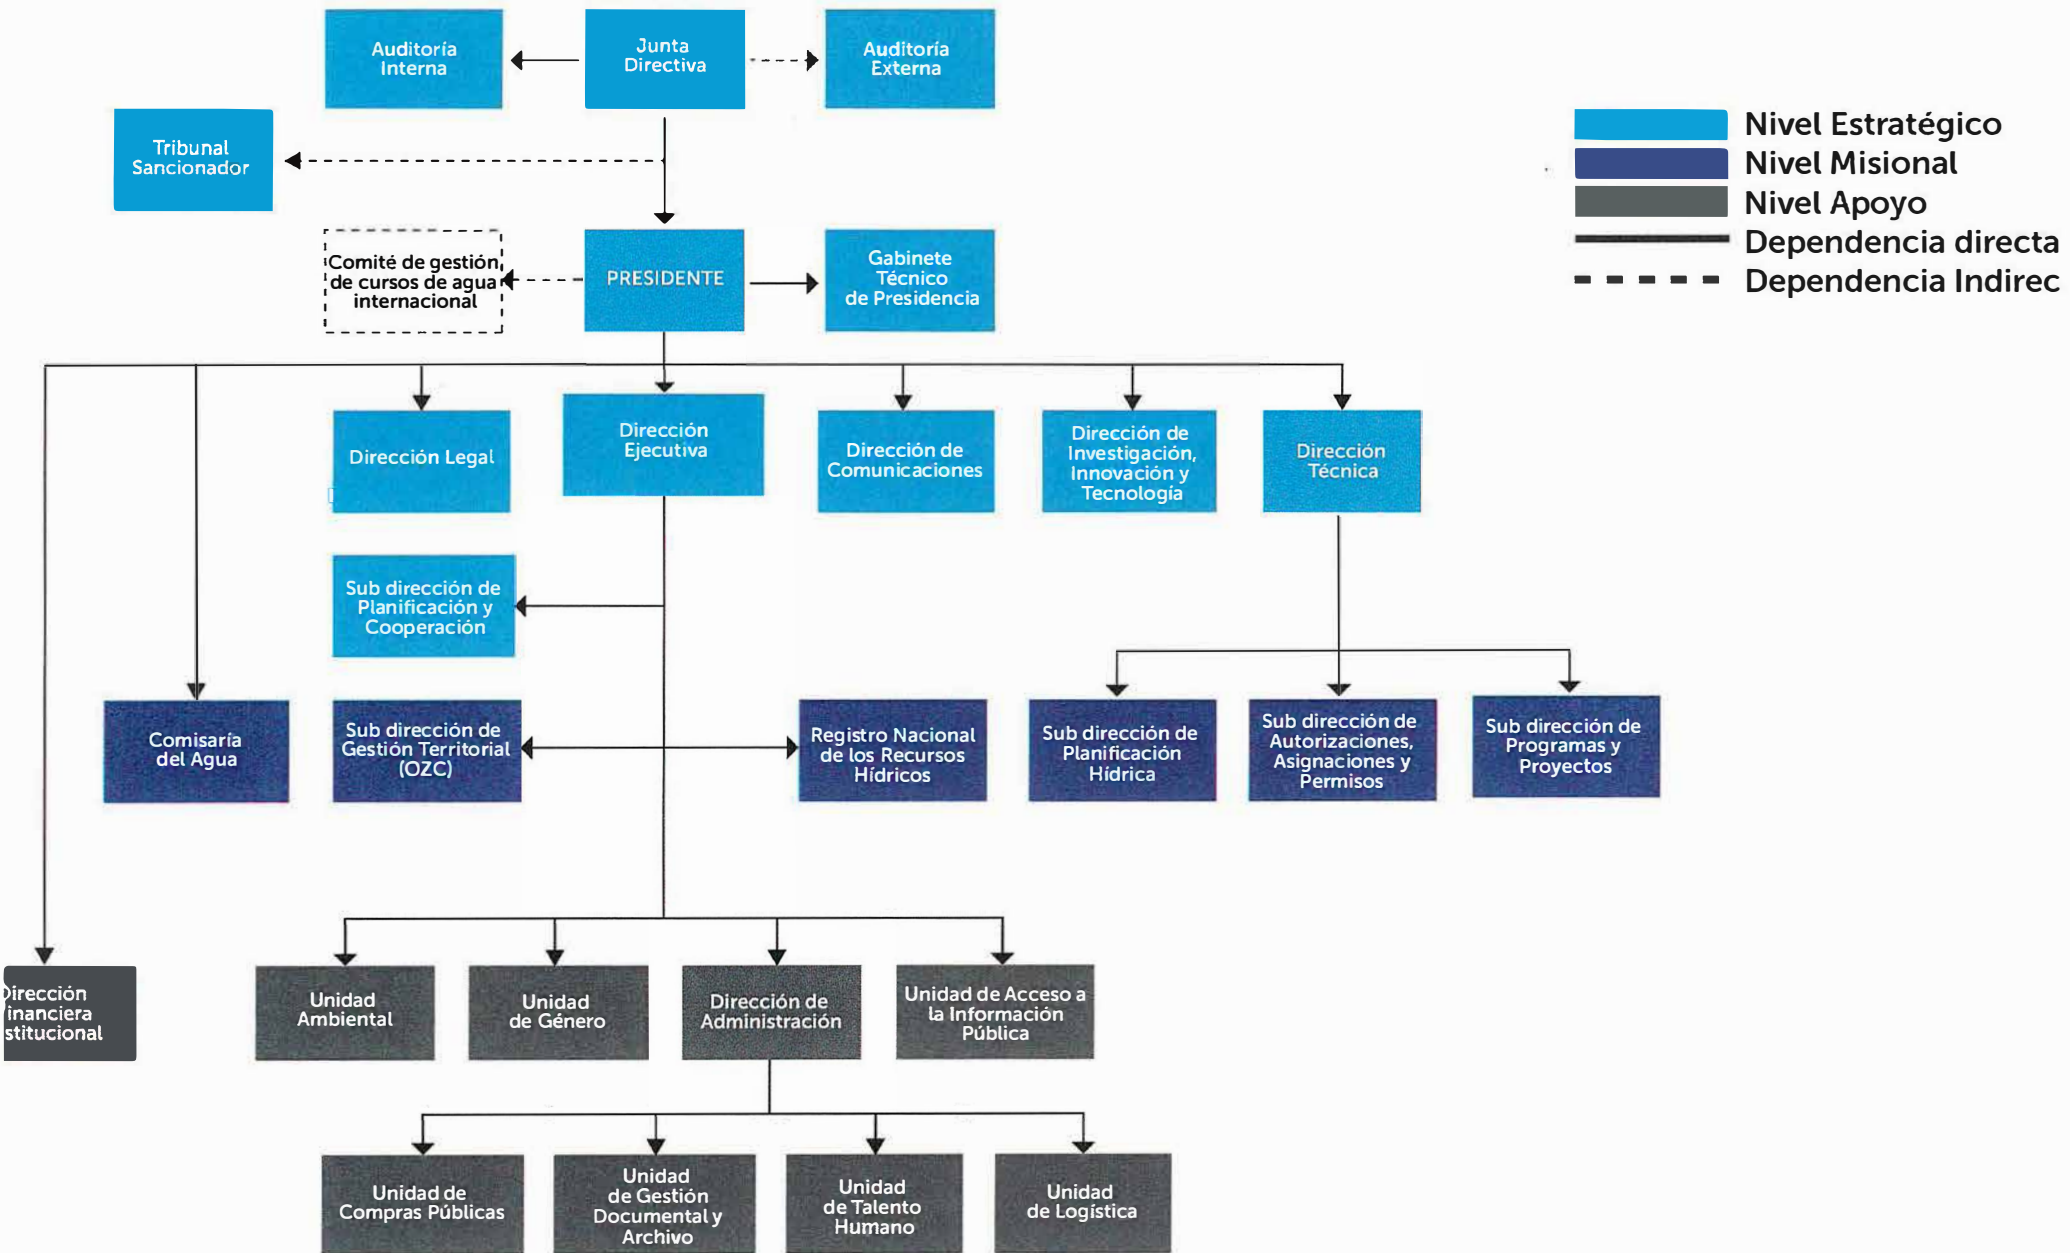 Auditoría
Interna
Junta
Directiva
Auditoría
Externa
Tribunal
Sancionador
Nivel Estratégico
Nivel Misional
Nivel Apoyo
Dependencia directa
Dependencia Indirec
Comité de gestión
de cursos de agua
internacional
PRESIDENTE
Gabinete
Técnico
de Presidencia
Dirección Legal
Dirección
Ejecutiva
Dirección de
Comunicaciones
Dirección de
Investigación,
Innovación y
Tecnología
Dirección
Técnica
Sub dirección de
Planificación y
Cooperación
Comisaría
del Agua
Sub dirección de
Gestión Territorial
(OZC)
Registro Nacional
de los Recursos
Hídricos
Sub dirección de
Planificación
Hídrica
Sub dirección de
Autorizaciones,
Asignaciones y
Permisos
Sub dirección de
Programas y
Proyectos
irección
inanciera
stitucional
Unidad
Ambiental
Unidad
de Género
Dirección de
Administración
Unidad de Acceso a
la Información
Pública
Unidad de
Compras Públicas
Unidad
de Gestión
Documental y
Archivo
Unidad
de Talento
Humano
Unidad
de Logística